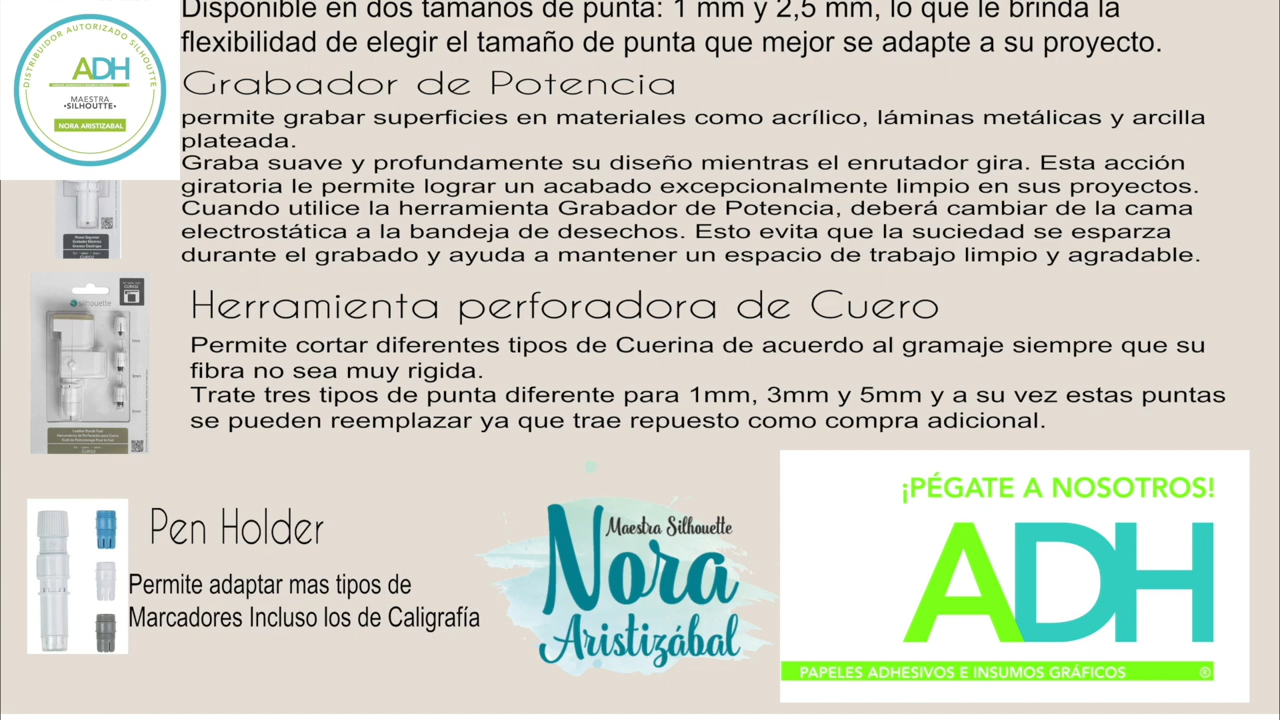 Disponible en dos tamaños de punta: 1 mm y 2,5 mm, lo que le brinda la
flexibilidad de elegir el tamaño de punta que mejor se adapte a su proyecto.
DISTRIBUIDOR AUTORIZADO SILHOUTTE
ADH
MAESTRA
•SILHOUTTE•
NORA ARISTIZABAL
Grabador de Potencia
permite grabar superficies en materiales como acrílico, láminas metálicas y arcilla
plateada.
Graba suave y profundamente su diseño mientras el enrutador gira. Esta acción
giratoria le permite lograr un acabado excepcionalmente limpio en sus proyectos.
Cuando utilice la herramienta Grabador de Potencia, deberá cambiar de la cama
electrostática a la bandeja de desechos. Esto evita que la suciedad se esparza
durante el grabado y ayuda a mantener un espacio de trabajo limpio y agradable.
silhouette
Herramienta perforadora de Cuero
Permite cortar diferentes tipos de Cuerina de acuerdo al gramaje siempre que su
fibra no sea muy rigida.
Trate tres tipos de punta diferente para 1mm, 3mm y 5mm y a su vez estas puntas
se pueden reemplazar ya que trae repuesto como compra adicional.
Pen Holder
Permite adaptar mas tipos de
Marcadores Incluso los de Caligrafía
Maestra Silhouette
Nora
Aristizábal
¡PÉGATE A NOSOTROS!
ADH
PAPELES ADHESIVOS E INSUMOS GRÁFICOS ®